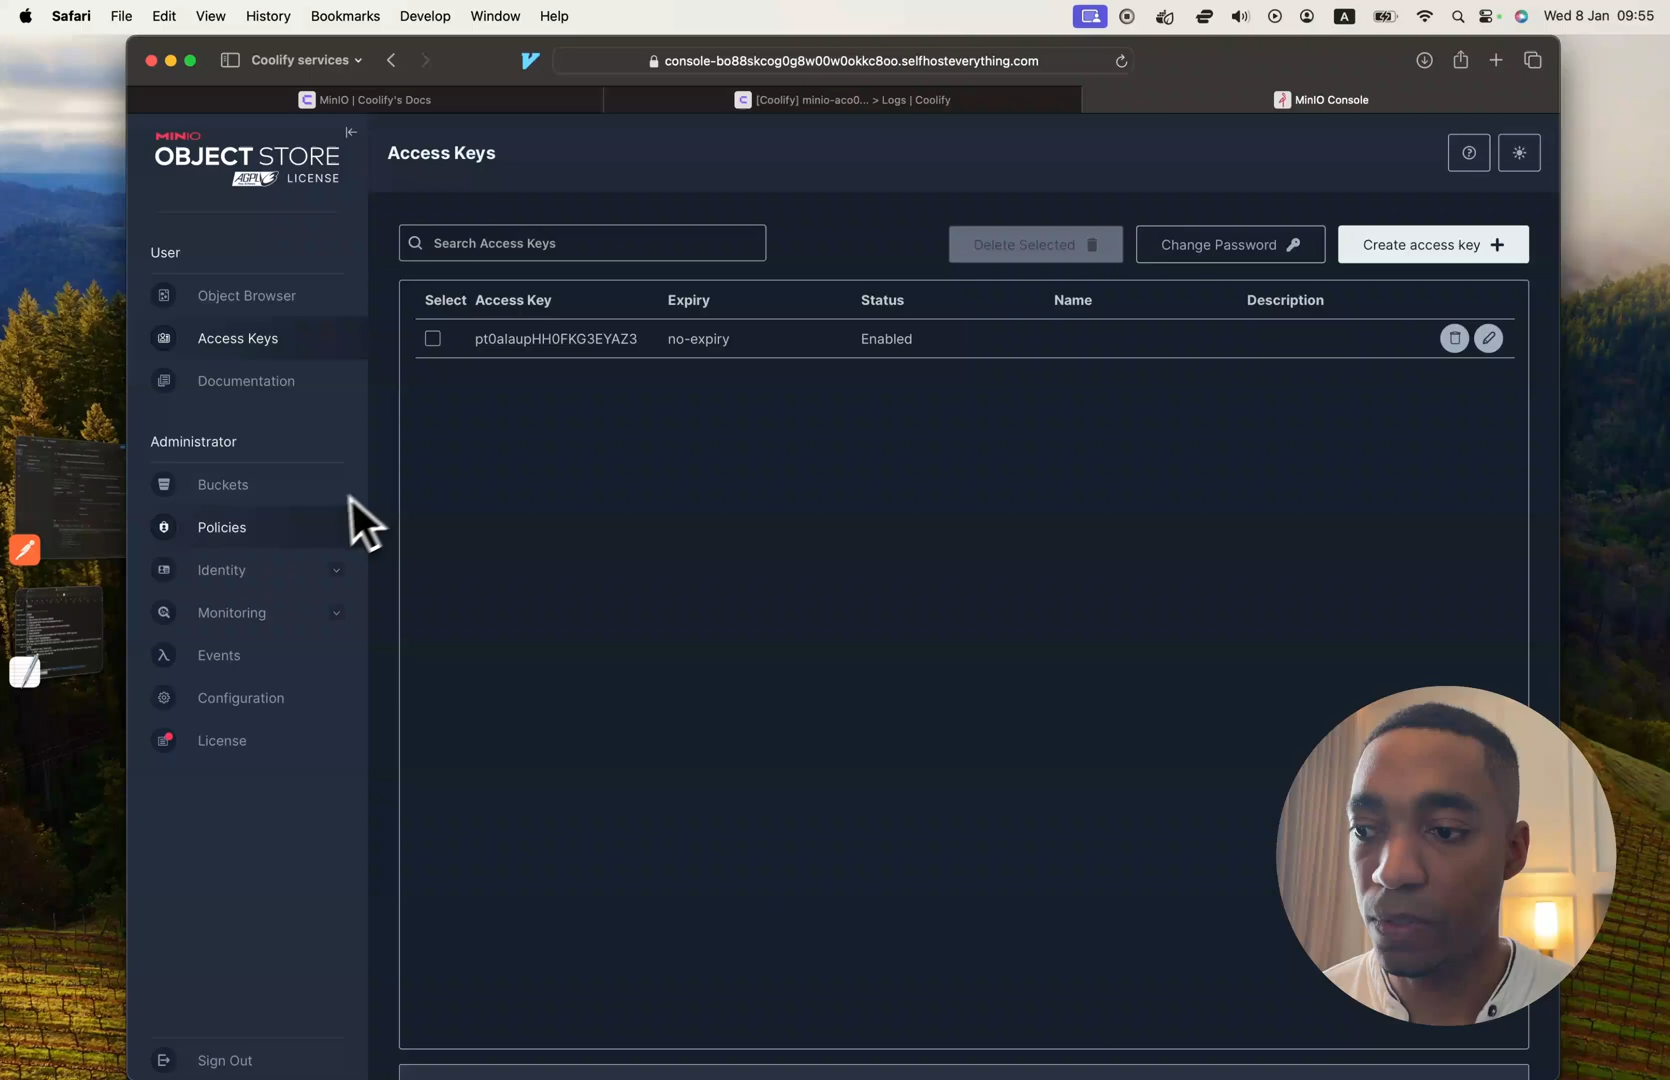 Safari File Edit View History Bookmarks Develop Window Help A Wed 8 Jan 09:55
Coolify services console-bo88skcog0g8w00w0okkc8oo.selfhosteverything.com
MinIO | Coolify's Docs [Coolify] minio-aco0... > Logs | Coolify MinIO Console
MINIO
OBJECT STORE
AGPL LICENSE
Access Keys
User
Object Browser
Access Keys
Documentation
Administrator
Buckets
Policies
Identity
Monitoring
Events
Configuration
License
Sign Out
Search Access Keys Delete Selected Change Password Create access key
Select Access Key Expiry Status Name Description
pt0alaupHH0FKG3EYAZ3 no-expiry Enabled